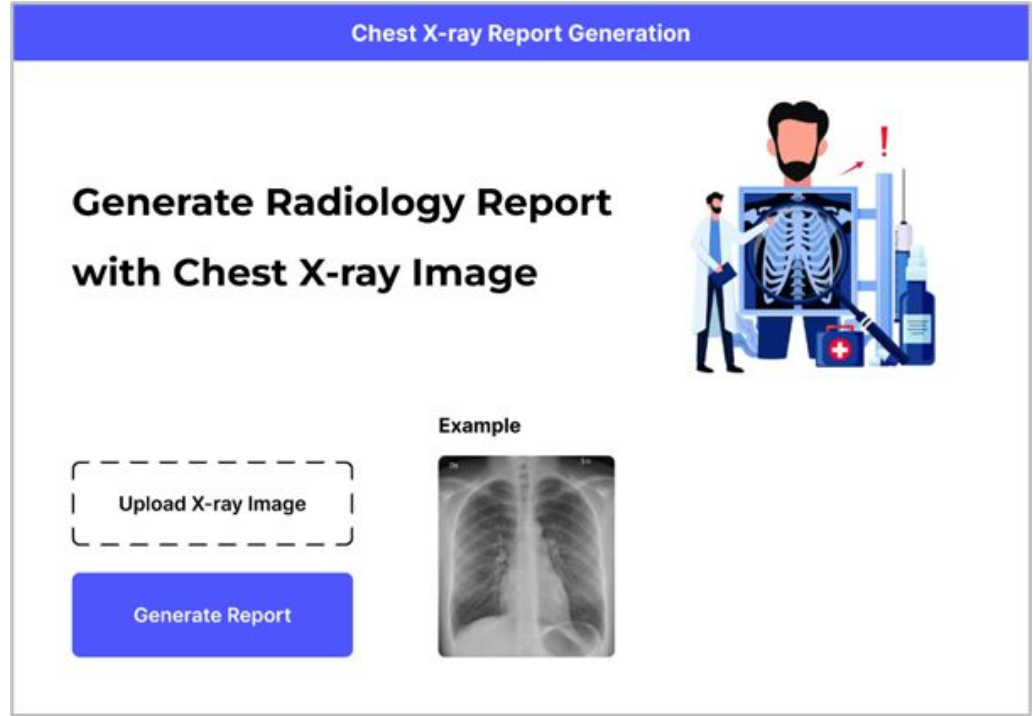 Chest X-ray Report Generation
Generate Radiology Report
with Chest X-ray Image
Example
Upload X-ray Image
Generate Report